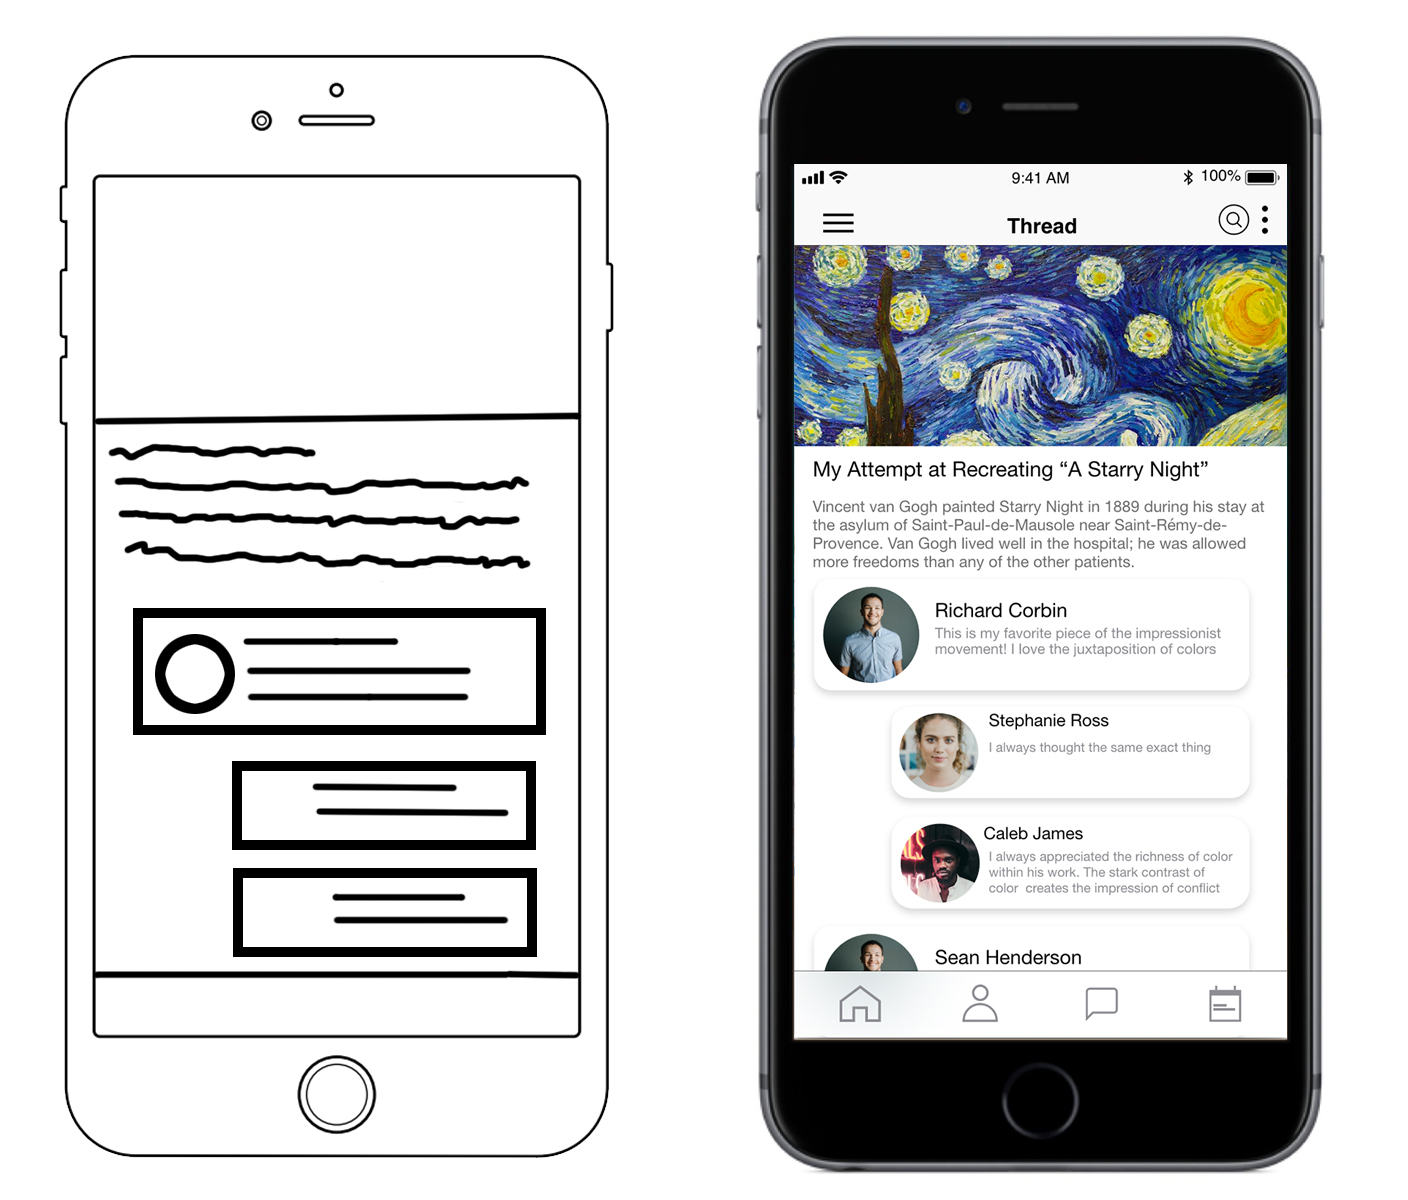 9:41 AM
100%
Thread
My Attempt at Recreating “A Starry Night”
Vincent van Gogh painted Starry Night in 1889 during his stay at
the asylum of Saint-Paul-de-Mausole near Saint-Rémy-de-
Provence. Van Gogh lived well in the hospital; he was allowed
more freedoms than any of the other patients.
Richard Corbin
This is my favorite piece of the impressionist
movement! I love the juxtaposition of colors
Stephanie Ross
I always thought the same exact thing
Caleb James
I always appreciated the richness of color
within his work. The stark contrast of
color  creates the impression of conflict
Sean Henderson